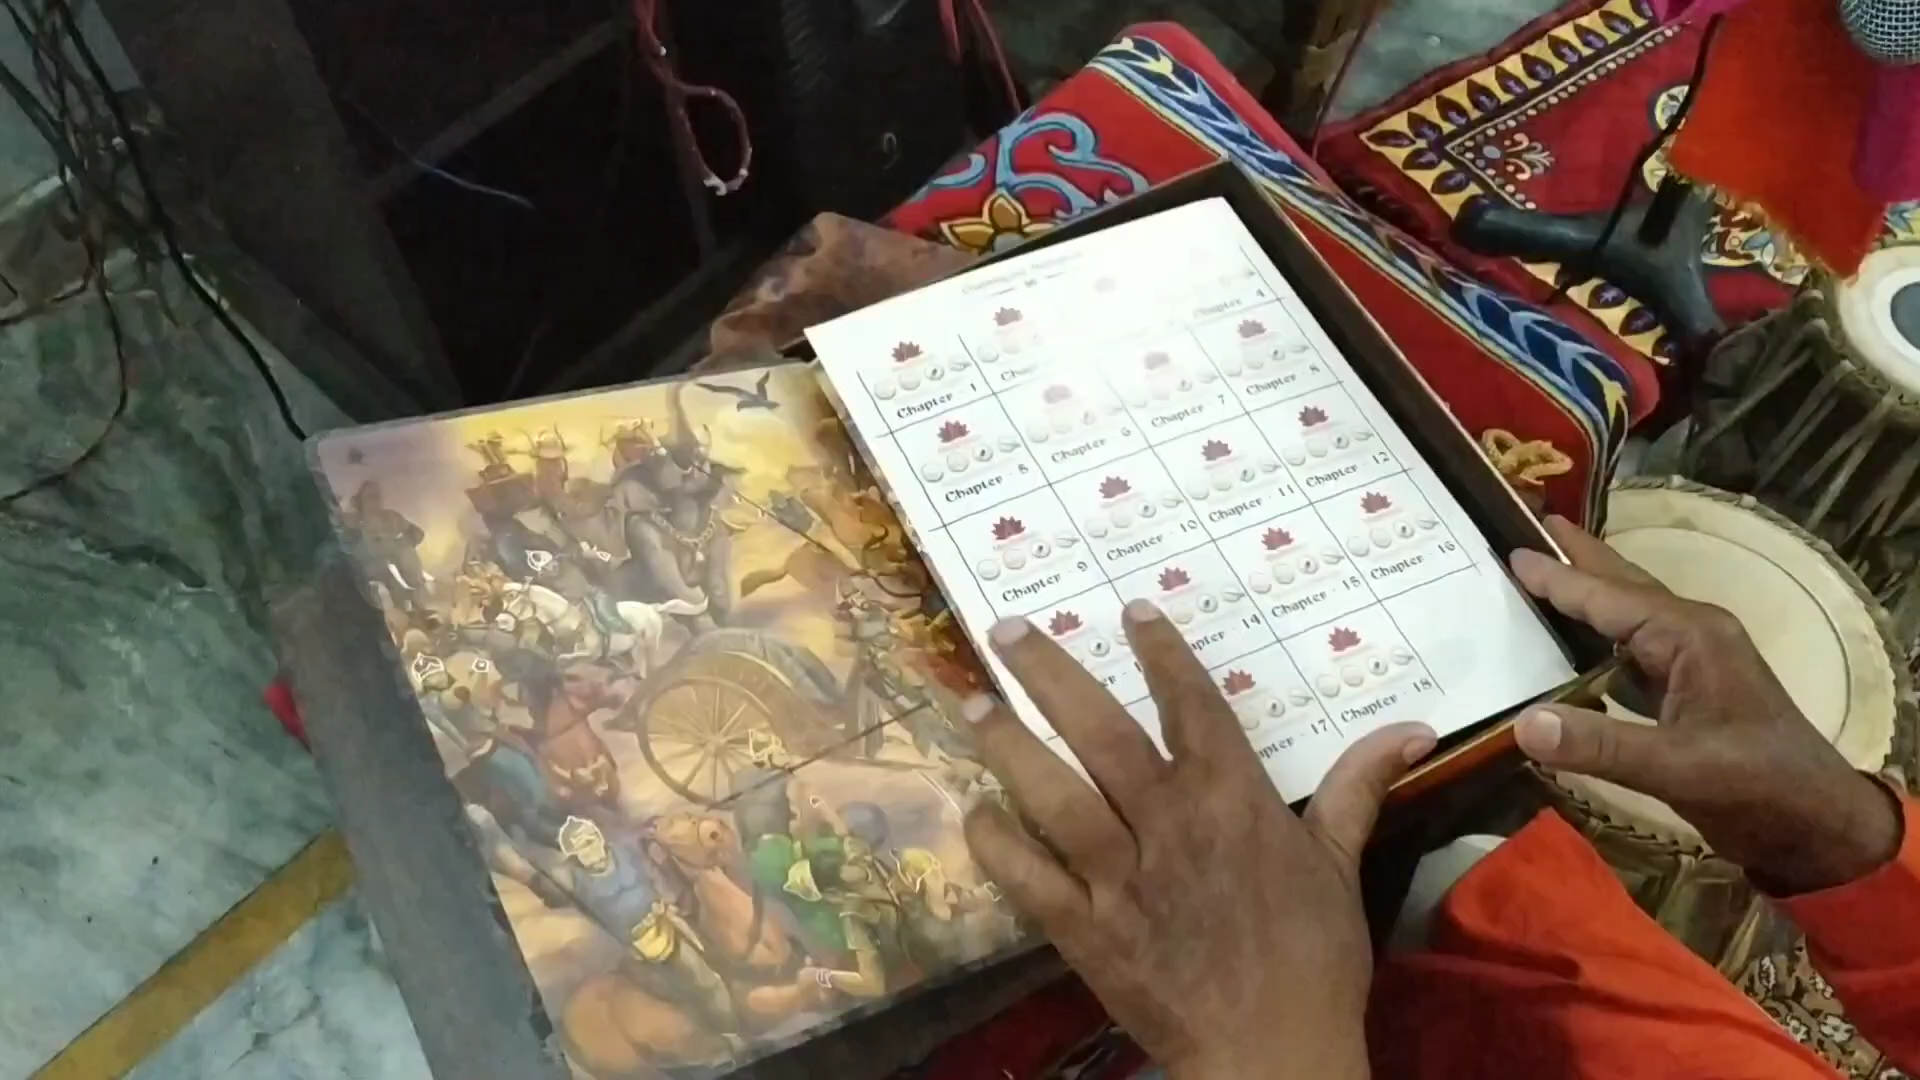 Chapter - 1
Chapter - 4
Chapter - 5
Chapter - 6
Chapter - 7
Chapter - 8
Chapter - 9
Chapter - 10
Chapter - 11
Chapter - 12
Chapter - 14
Chapter - 15
Chapter - 16
Chapter - 17
Chapter - 18